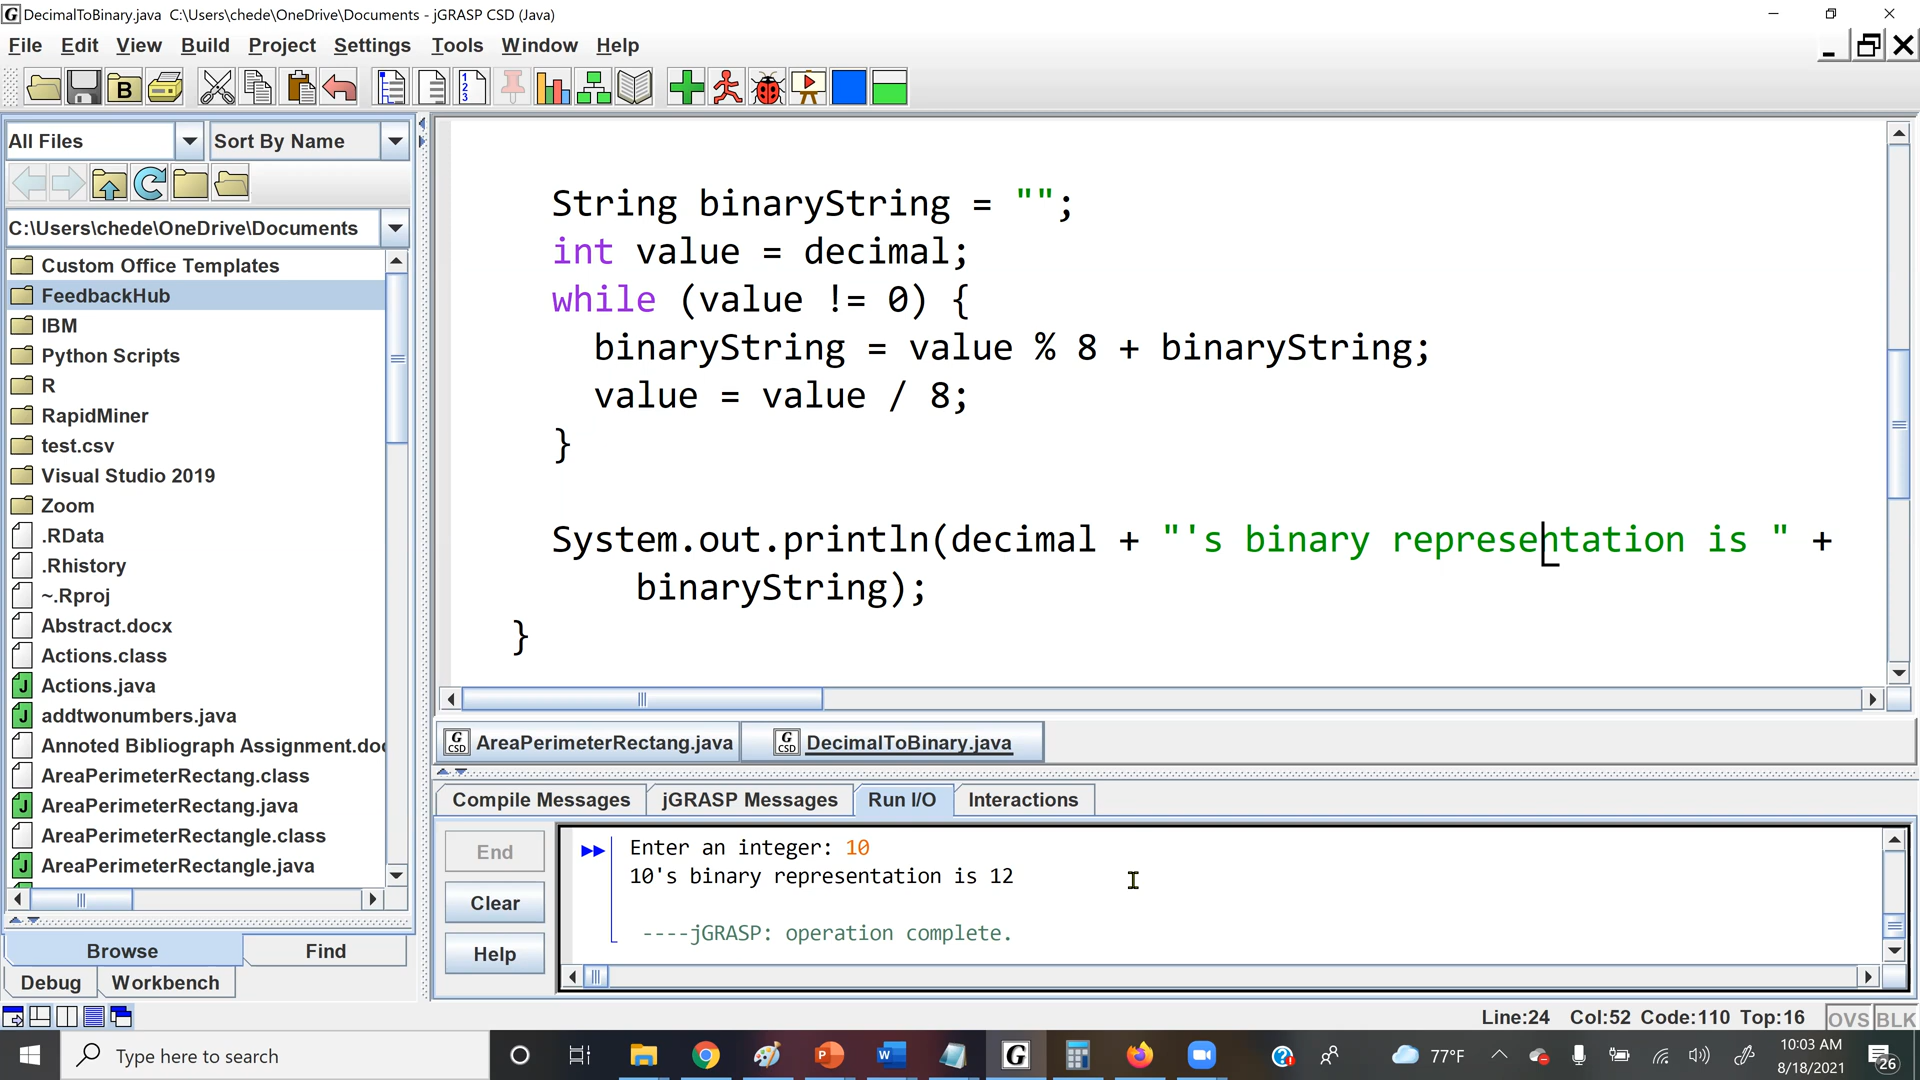 DecimalToBinary.java C:\Users\chede\OneDrive\Documents - jGRASP CSD (Java)
File Edit View Build Project Settings Tools Window Help
All Files Sort By Name
C:\Users\chede\OneDrive\Documents
Custom Office Templates
FeedbackHub
IBM
Python Scripts
R
RapidMiner
test.csv
Visual Studio 2019
Zoom
.RData
.Rhistory
~.Rproj
Abstract.docx
Actions.class
Actions.java
addtwonumbers.java
Annoted Bibliograph Assignment.do
AreaPerimeterRectang.class
AreaPerimeterRectang.java
AreaPerimeterRectangle.class
AreaPerimeterRectangle.java
Browse Find
Debug Workbench
String binaryString = "";
int value = decimal;
while (value != 0) {
binaryString = value % 8 + binaryString;
value = value / 8;
}
System.out.println(decimal + "'s binary representation is " +
binaryString);
}
AreaPerimeterRectang.java DecimalToBinary.java
Compile Messages jGRASP Messages Run I/O Interactions
End
Clear
Help
Enter an integer: 10
10's binary representation is 12
----jGRASP: operation complete.
Line:24 Col:52 Code:110 Top:16 OVS BLK
Type here to search
77°F
10:03 AM
8/18/2021
26